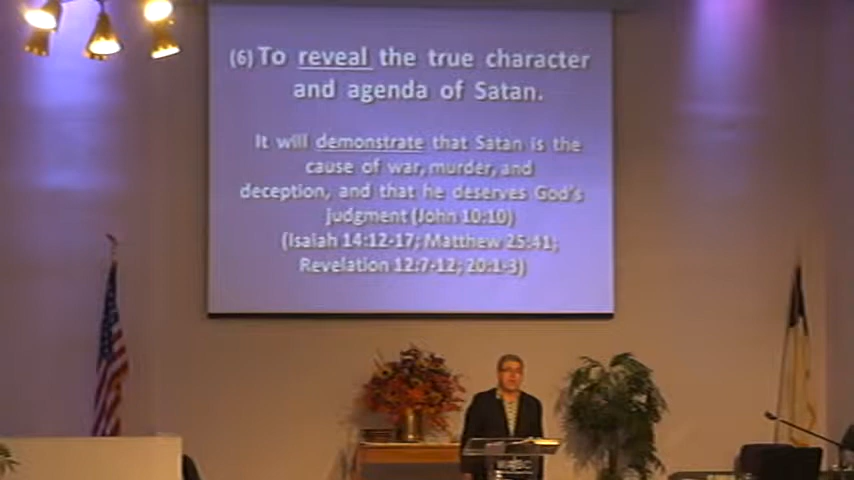 (6) To reveal the true character
and agenda of Satan.
It will demonstrate that Satan is the
cause of war, murder, and
deception, and that he deserves God's
judgment (John 10:10)
(Isaiah 14:12-17; Matthew 25:41;
Revelation 12:7-12; 20:1-3)